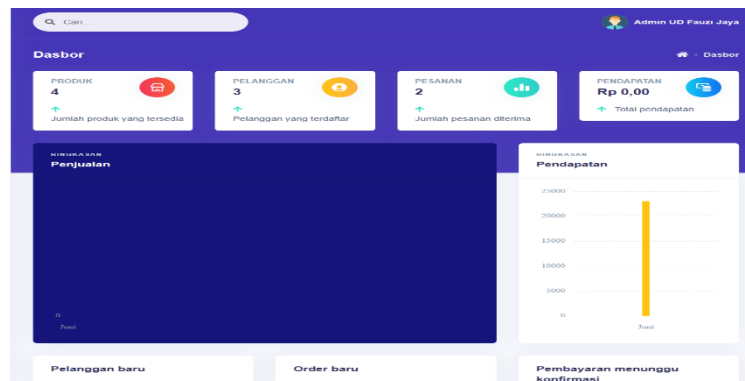 Cari...
Admin UD Fauzi Jaya
Dasbor
- Dasbor
PRODUK
4
Jumlah produk yang tersedia
PELANGGAN
3
Pelanggan yang terdaftar
PESANAN
2
Jumlah pesanan diterima
PENDAPATAN
Rp 0,00
Total pendapatan
RINGKASAN
Penjualan
0
Juni
RINGKASAN
Pendapatan
25000
20000
15000
10000
5000
0
Juni
Pelanggan baru
Order baru
Pembayaran menunggu
konfirmasi